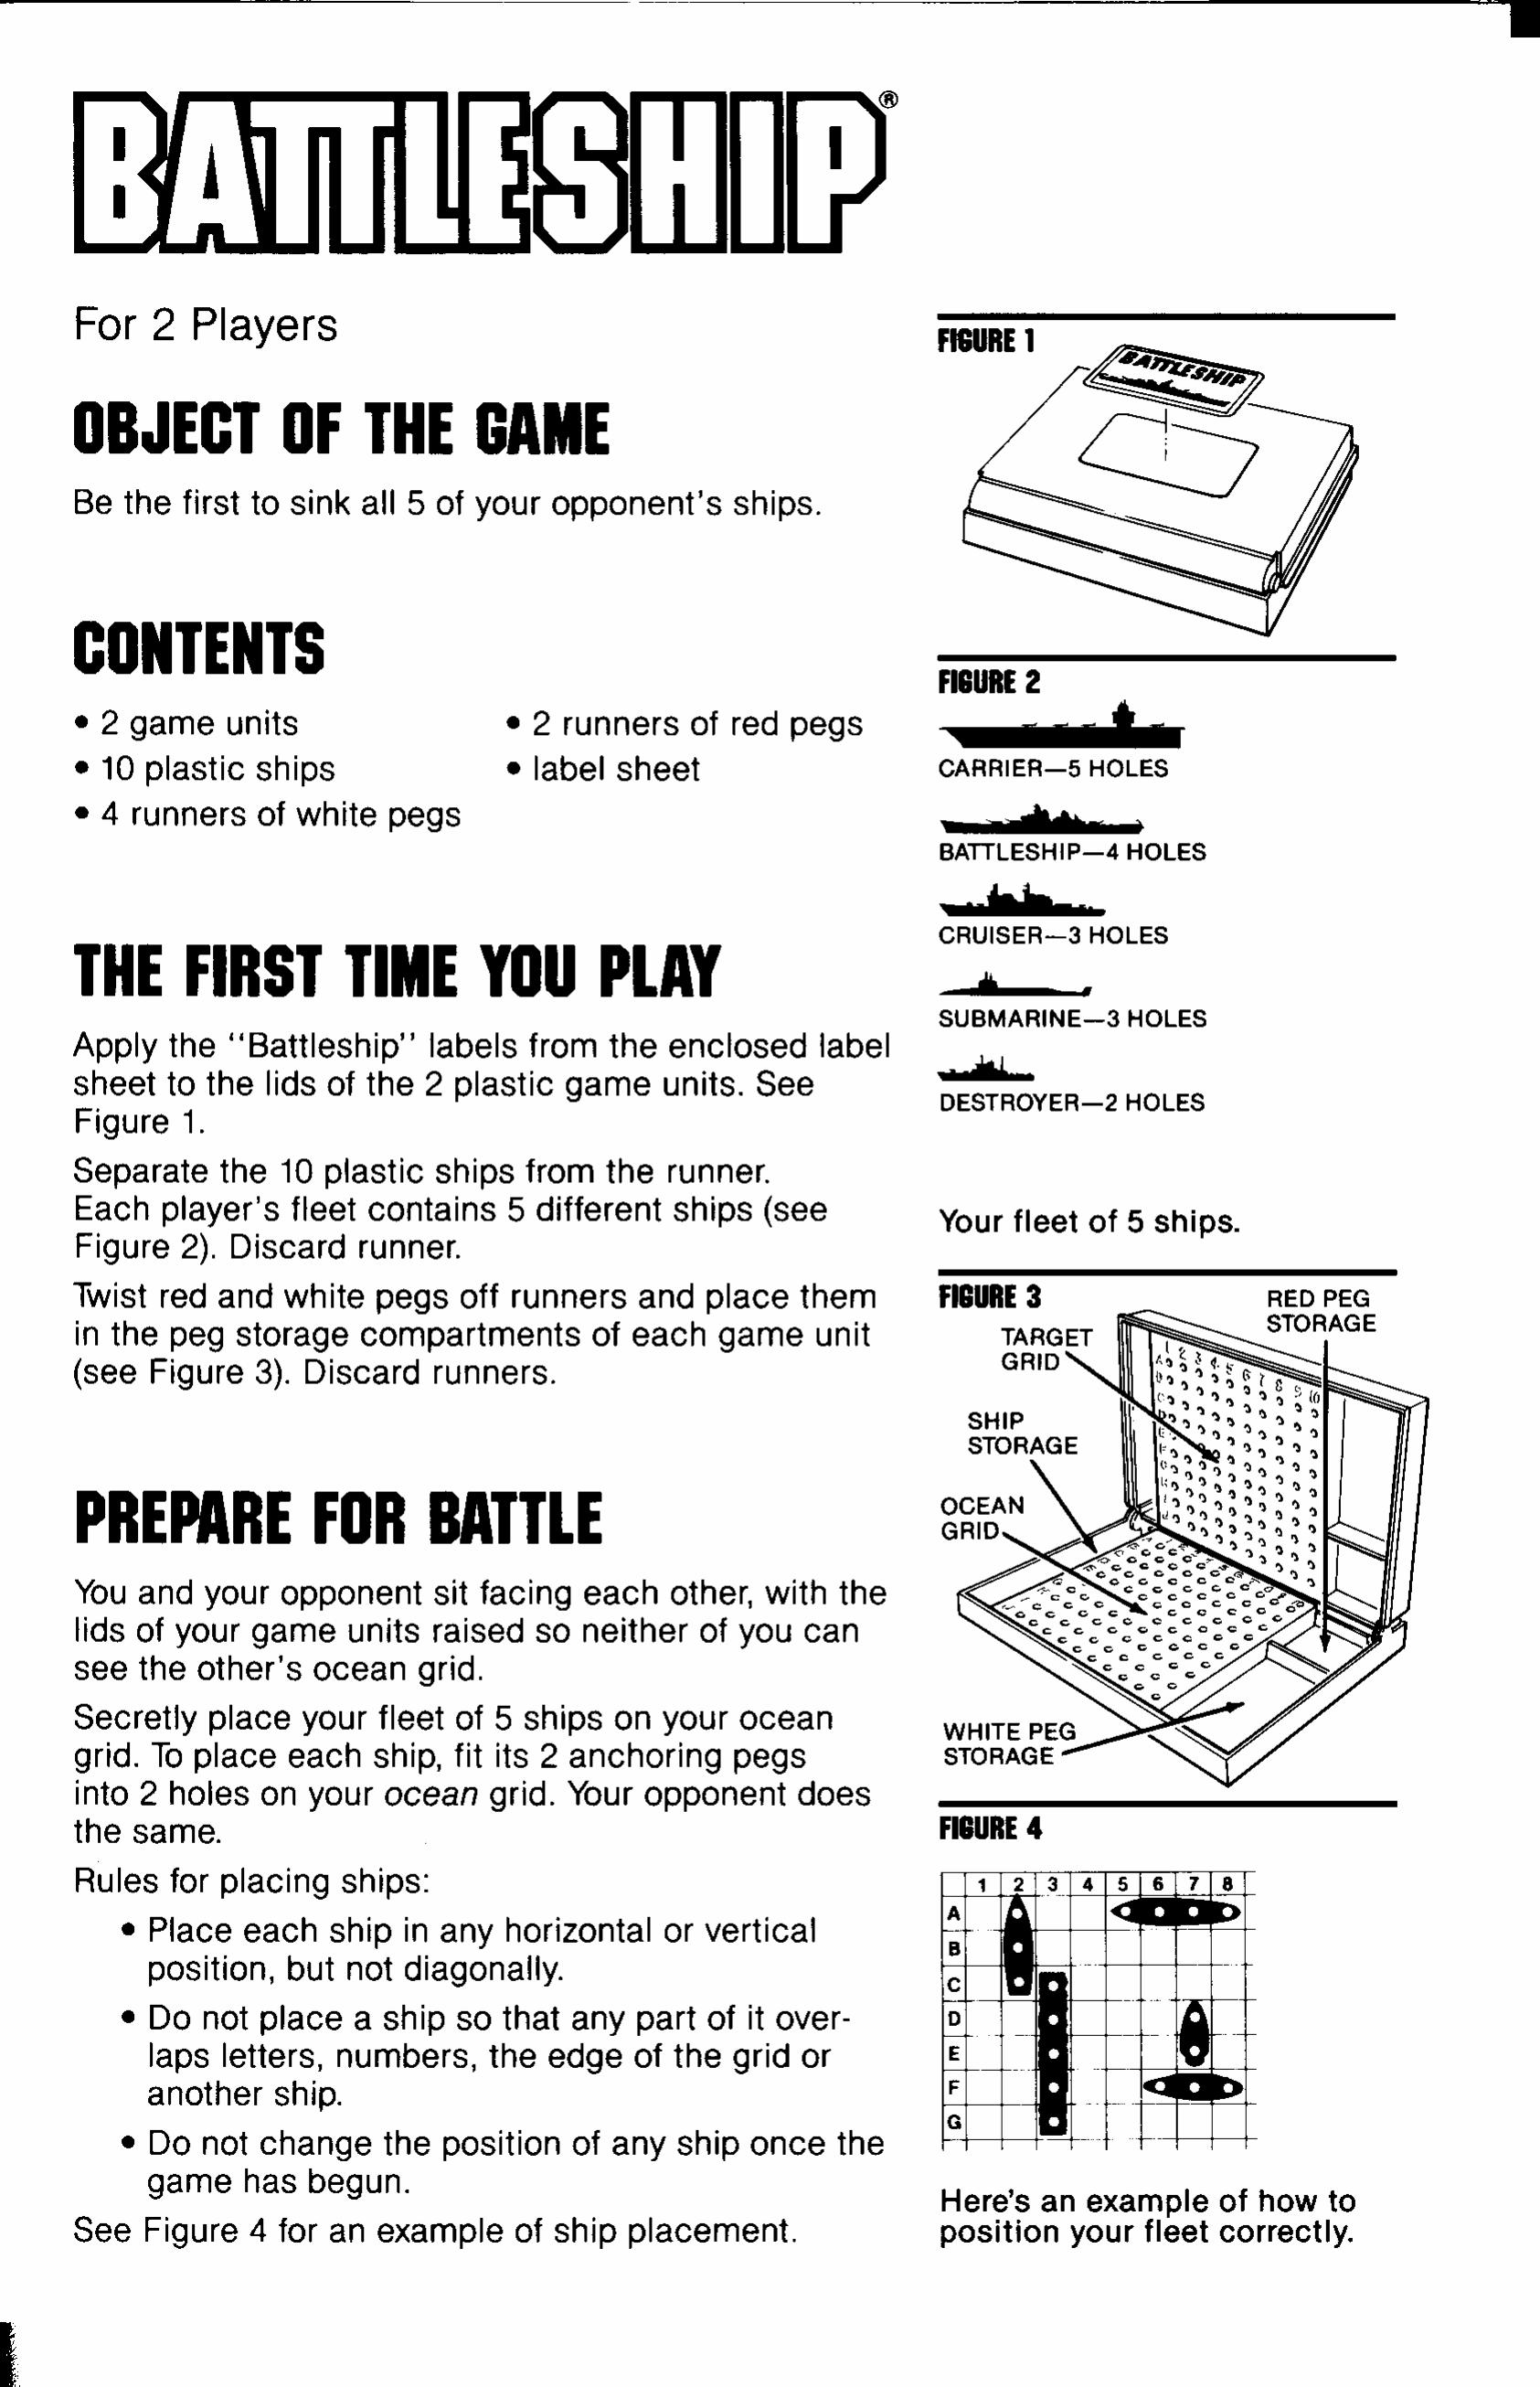 BATTLESHIP®
For 2 Players
OBJECT OF THE GAME
Be the first to sink all 5 of your opponent's ships.
CONTENTS
• 2 game units
• 10 plastic ships
• 4 runners of white pegs
• 2 runners of red pegs
• label sheet
THE FIRST TIME YOU PLAY
Apply the "Battleship" labels from the enclosed label
sheet to the lids of the 2 plastic game units. See
Figure 1.
Separate the 10 plastic ships from the runner.
Each player's fleet contains 5 different ships (see
Figure 2). Discard runner.
Twist red and white pegs off runners and place them
in the peg storage compartments of each game unit
(see Figure 3). Discard runners.
PREPARE FOR BATTLE
You and your opponent sit facing each other, with the
lids of your game units raised so neither of you can
see the other's ocean grid.
Secretly place your fleet of 5 ships on your ocean
grid. To place each ship, fit its 2 anchoring pegs
into 2 holes on your ocean grid. Your opponent does
the same.
Rules for placing ships:
• Place each ship in any horizontal or vertical
position, but not diagonally.
• Do not place a ship so that any part of it over-
laps letters, numbers, the edge of the grid or
another ship.
• Do not change the position of any ship once the
game has begun.
See Figure 4 for an example of ship placement.
FIGURE 1
BATTLESHIP
FIGURE 2
CARRIER—5 HOLES
BATTLESHIP—4 HOLES
CRUISER—3 HOLES
SUBMARINE—3 HOLES
DESTROYER—2 HOLES
Your fleet of 5 ships.
FIGURE 3
RED PEG
STORAGE
TARGET
GRID
1 2 3 4 5 6 7 8 9 10
SHIP
STORAGE
OCEAN
GRID
WHITE PEG
STORAGE
FIGURE 4
1 2 3 4 5 6 7 8
A
B
C
D
E
F
G
Here's an example of how to
position your fleet correctly.